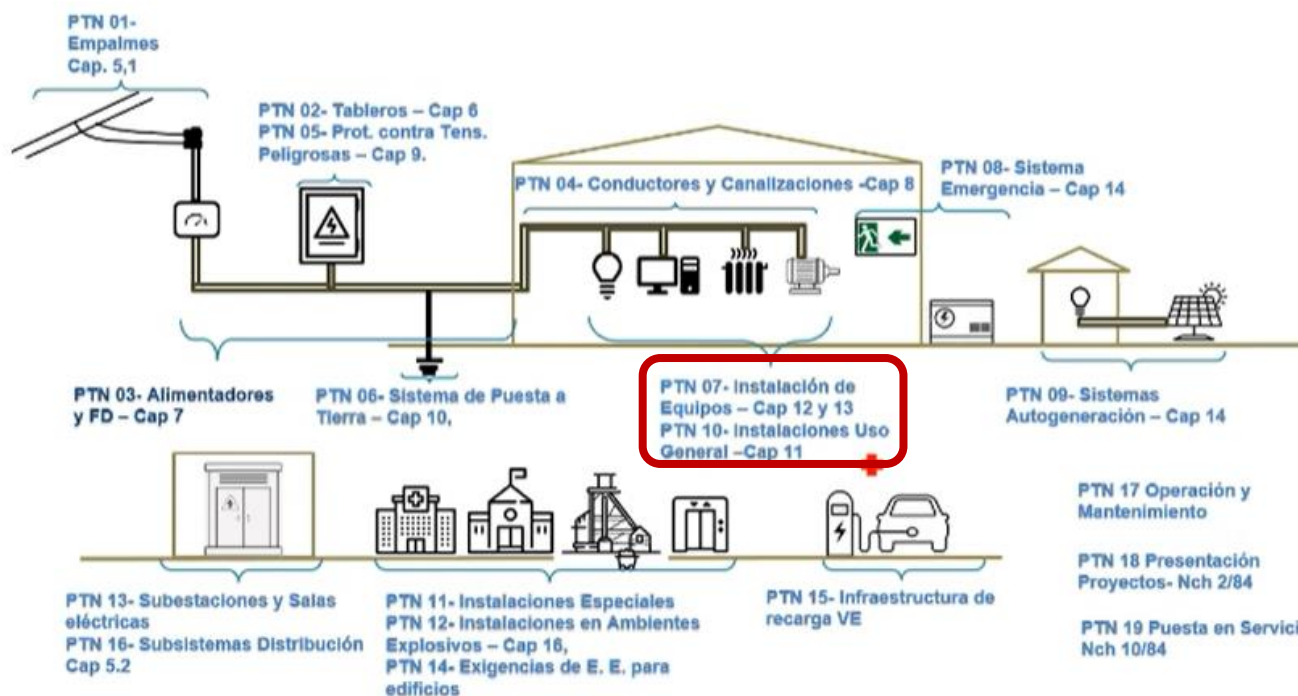 PTN 01-
Empalmes
Cap. 5,1
PTN 02- Tableros – Cap 6
PTN 05- Prot. contra Tens.
Peligrosas – Cap 9.
PTN 04- Conductores y Canalizaciones -Cap 8
PTN 08- Sistema
Emergencia – Cap 14
PTN 03- Alimentadores
y FD – Cap 7
PTN 06- Sistema de Puesta a
Tierra – Cap 10,
PTN 07- Instalación de
Equipos – Cap 12 y 13
PTN 10- Instalaciones Uso
General –Cap 11
PTN 09- Sistemas
Autogeneración – Cap 14
PTN 13- Subestaciones y Salas
eléctricas
PTN 16- Subsistemas Distribución
Cap 5.2
PTN 11- Instalaciones Especiales
PTN 12- Instalaciones en Ambientes
Explosivos – Cap 16,
PTN 14- Exigencias de E. E. para
edificios
PTN 15- Infraestructura de
recarga VE
PTN 17 Operación y
Mantenimiento
PTN 18 Presentación
Proyectos- Nch 2/84
PTN 19 Puesta en Servici
Nch 10/84